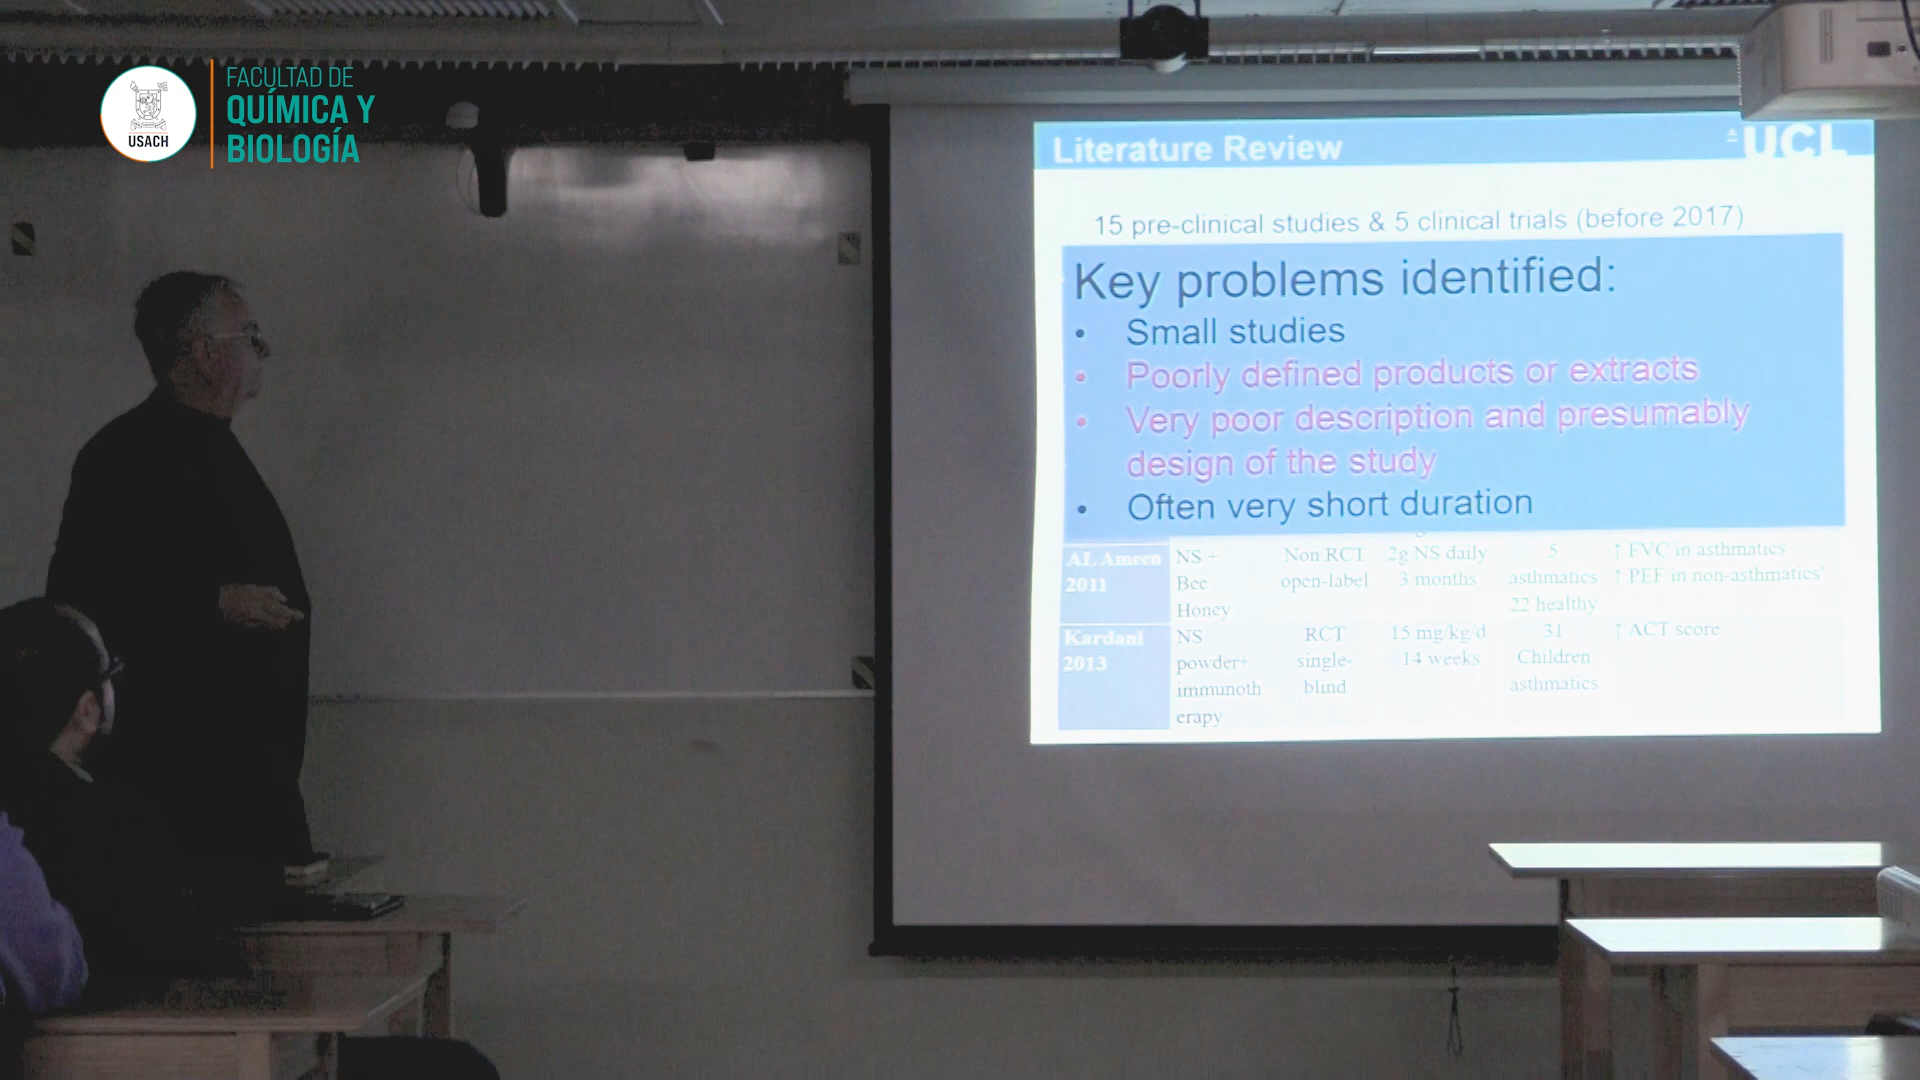 USACH
FACULTAD DE
QUÍMICA Y
BIOLOGÍA
Literature Review
UCL
15 pre-clinical studies & 5 clinical trials (before 2017)
Key problems identified:
• Small studies
• Poorly defined products or extracts
• Very poor description and presumably
design of the study
• Often very short duration
AL Ameen NS + Non RCT 2g NS daily 5 ↑ FVC in asthmatics
2011 Bee open-label 3 months asthmatics ↑ PEF in non-asthmatics'
Honey 22 healthy
Kardani NS RCT 15 mg/kg/d 31 ↑ ACT score
2013 powder+ single- 14 weeks Children
immunoth blind asthmatics
erapy